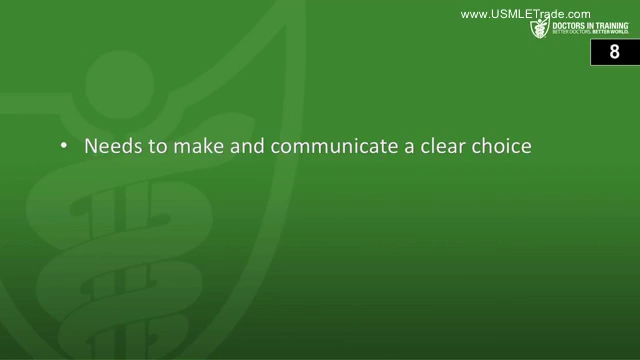 www.USMLETrade.com
DOCTORS IN TRAINING
BETTER DOCTORS. BETTER WORLD.
8
• Needs to make and communicate a clear choice